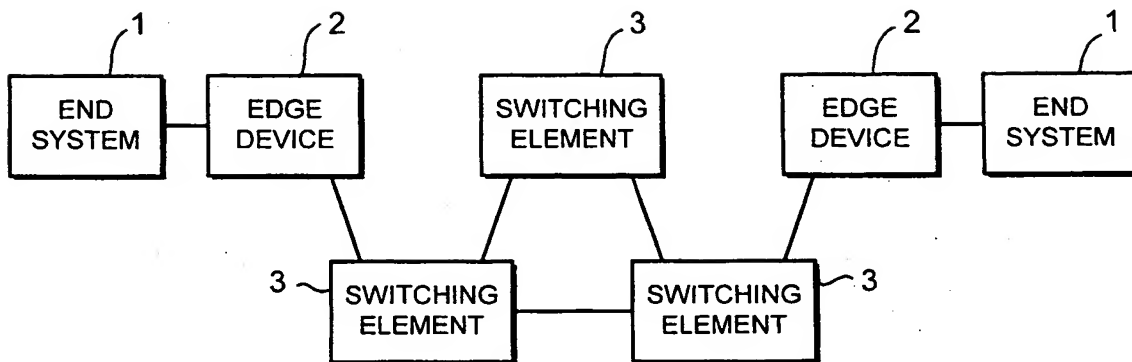 1 2 3 2 1
END SYSTEM
EDGE DEVICE
SWITCHING ELEMENT
EDGE DEVICE
END SYSTEM
3 SWITCHING ELEMENT
SWITCHING ELEMENT 3